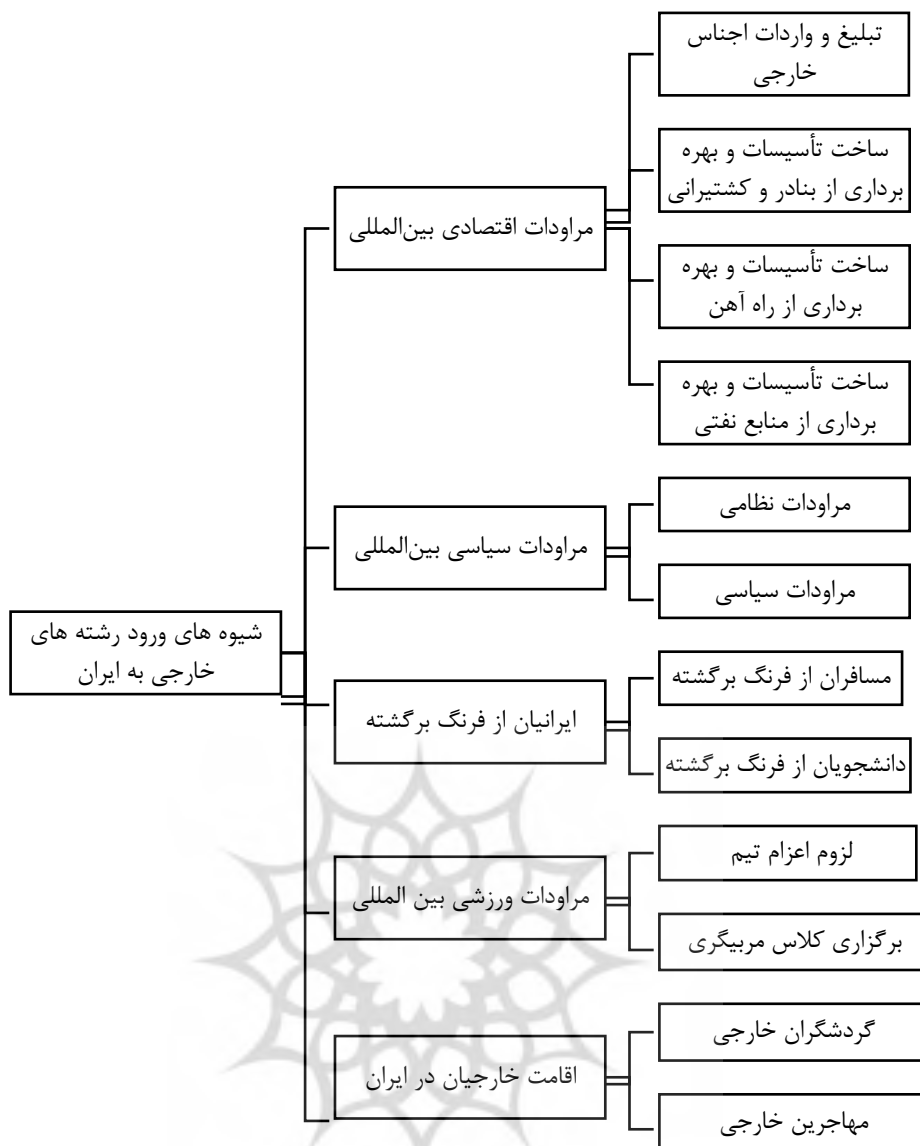 شیوه های ورود رشته های
خارجی به ایران
مراودات اقتصادی بین‌المللی
تبلیغ و واردات اجناس
خارجی
ساخت تأسیسات و بهره
برداری از بنادر و کشتیرانی
ساخت تأسیسات و بهره
برداری از راه آهن
ساخت تأسیسات و بهره
برداری از منابع نفتی
مراودات سیاسی بین‌المللی
مراودات نظامی
مراودات سیاسی
ایرانیان از فرنگ برگشته
مسافران از فرنگ برگشته
دانشجویان از فرنگ برگشته
مراودات ورزشی بین المللی
لزوم اعزام تیم
برگزاری کلاس مربیگری
اقامت خارجیان در ایران
گردشگران خارجی
مهاجرین خارجی